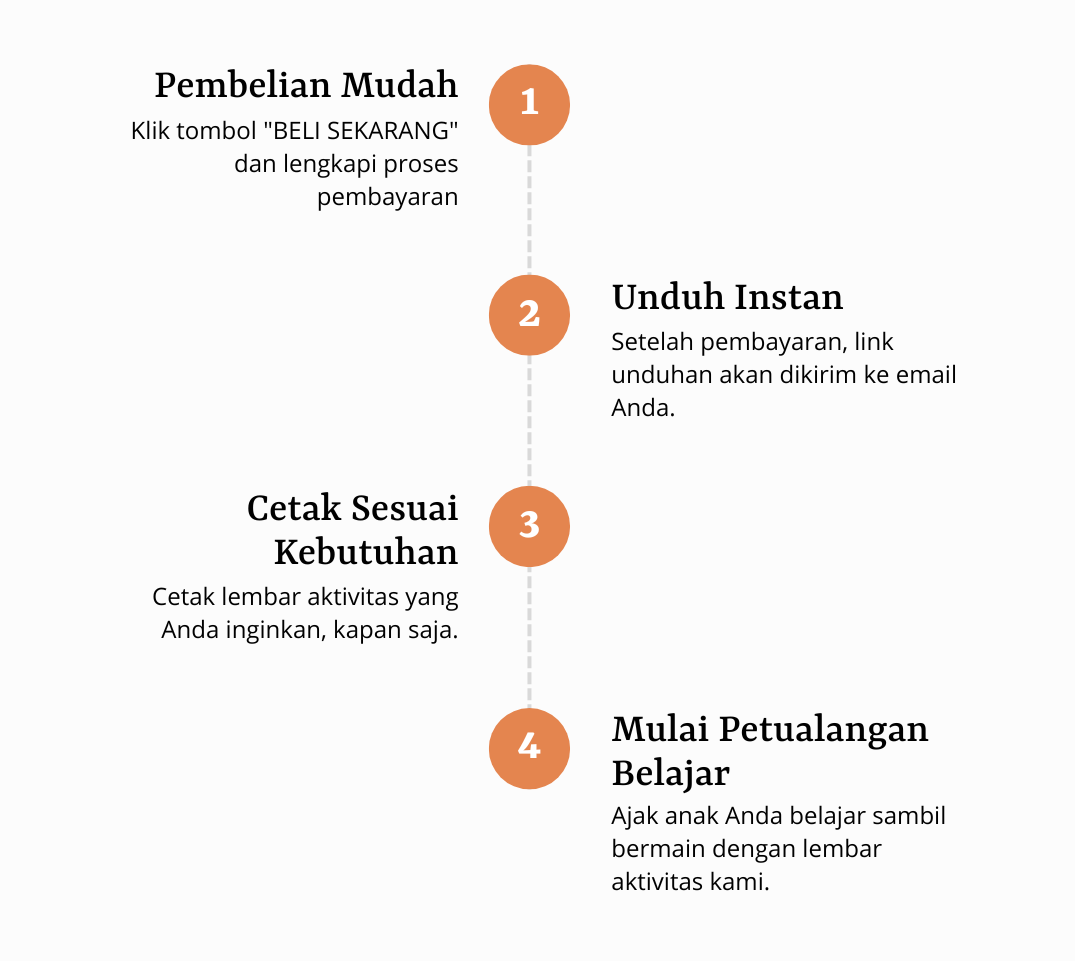 1
Pembelian Mudah
Klik tombol "BELI SEKARANG"
dan lengkapi proses
pembayaran
2
Unduh Instan
Setelah pembayaran, link
unduhan akan dikirim ke email
Anda.
3
Cetak Sesuai
Kebutuhan
Cetak lembar aktivitas yang
Anda inginkan, kapan saja.
4
Mulai Petualangan
Belajar
Ajak anak Anda belajar sambil
bermain dengan lembar
aktivitas kami.